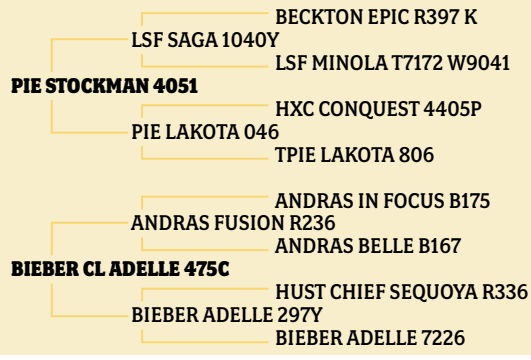 BECKTON EPIC R397 K
LSF SAGA 1040Y
LSF MINOLA T7172 W9041
PIE STOCKMAN 4051
HXC CONQUEST 4405P
PIE LAKOTA 046
TPIE LAKOTA 806
ANDRAS IN FOCUS B175
ANDRAS FUSION R236
ANDRAS BELLE B167
BIEBER CL ADELLE 475C
HUST CHIEF SEQUOYA R336
BIEBER ADELLE 297Y
BIEBER ADELLE 7226